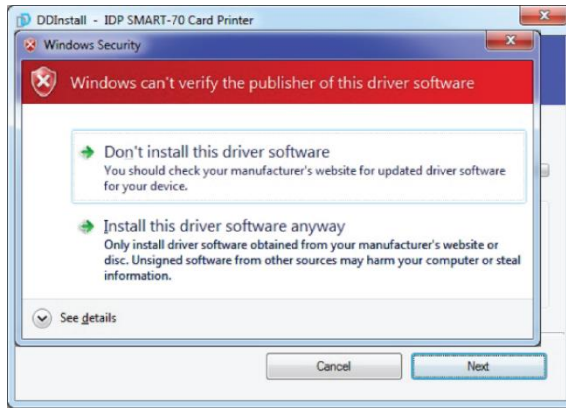 DDInstall - IDP SMART-70 Card Printer
Windows Security
Windows can't verify the publisher of this driver software
Don't install this driver software
You should check your manufacturer's website for updated driver software
for your device.
Install this driver software anyway
Only install driver software obtained from your manufacturer's website or
disc. Unsigned software from other sources may harm your computer or steal
information.
See details
Cancel Next